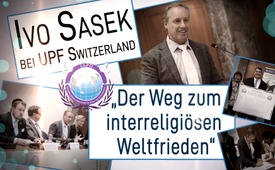 Ivo Sasek
bei UPF Switzerland
„Der Weg zum
interreligiösen
Weltfrieden“